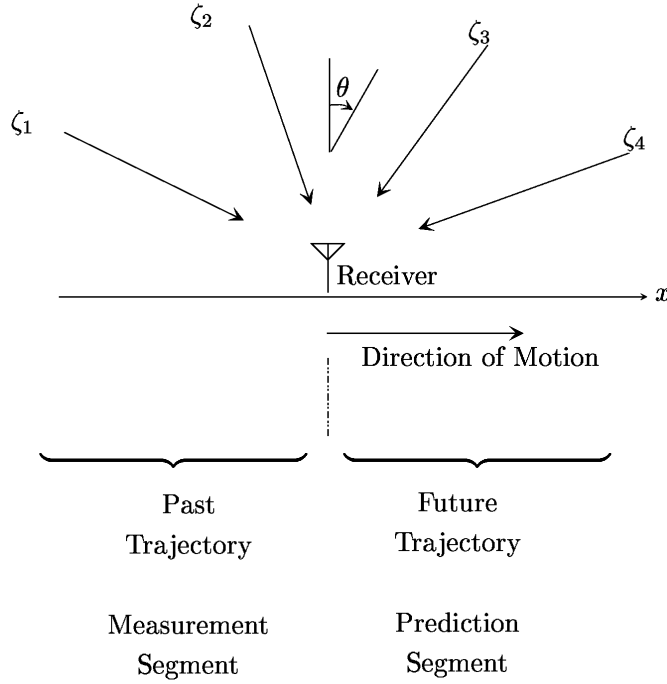 ζ2
ζ3
θ
ζ1
ζ4
Receiver
x
Direction of Motion
Past
Trajectory
Future
Trajectory
Measurement
Segment
Prediction
Segment